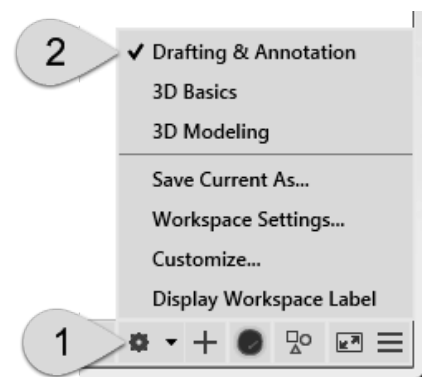 2
✓ Drafting & Annotation
3D Basics
3D Modeling
Save Current As...
Workspace Settings...
Customize...
Display Workspace Label
1